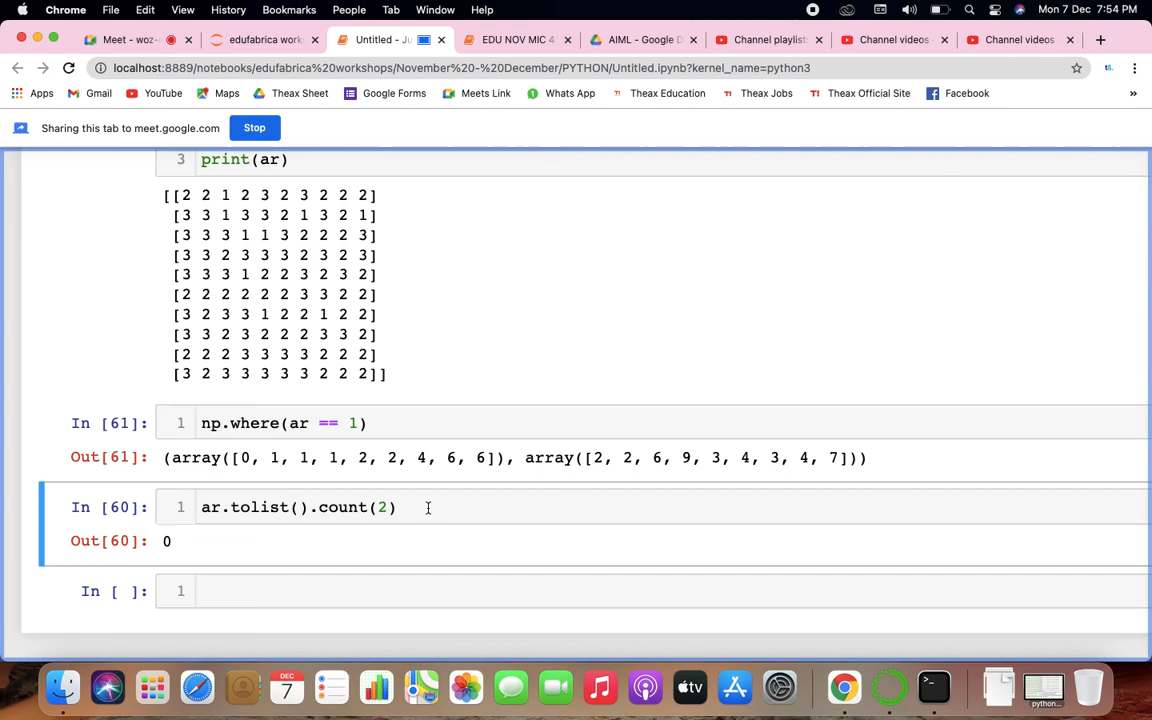 Chrome File Edit View History Bookmarks People Tab Window Help Mon 7 Dec 7:54 PM
Meet - woz- edufabrica work Untitled - Ju EDU NOV MIC 4 AIML - Google D Channel playlist Channel videos - Channel videos -
localhost:8889/notebooks/edufabrica%20workshops/November%20-%20December/PYTHON/Untitled.ipynb?kernel_name=python3
Apps Gmail YouTube Maps Theax Sheet Google Forms Meets Link Whats App Theax Education Theax Jobs Theax Official Site Facebook »
Sharing this tab to meet.google.com Stop
3 print(ar)
[[2 2 1 2 3 2 3 2 2 2]
[3 3 1 3 3 2 1 3 2 1]
[3 3 3 1 1 3 2 2 2 3]
[3 3 2 3 3 3 2 3 2 3]
[3 3 3 1 2 2 3 2 3 2]
[2 2 2 2 2 2 3 3 2 2]
[3 2 3 3 1 2 2 1 2 2]
[3 3 2 3 2 2 2 3 3 2]
[2 2 2 3 3 3 3 2 2 2]
[3 2 3 3 3 3 3 2 2 2]]
In [61]: 1 np.where(ar == 1)
Out[61]: (array([0, 1, 1, 1, 2, 2, 4, 6, 6]), array([2, 2, 6, 9, 3, 4, 3, 4, 7]))
In [60]: 1 ar.tolist().count(2)
Out[60]: 0
In [ ]: 1
DEC
7
python...